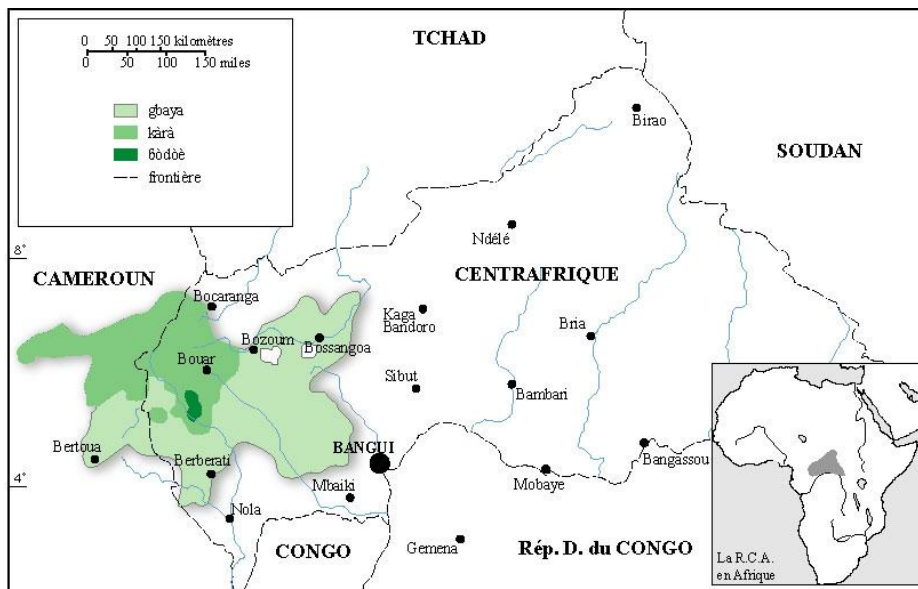 0 50 100 150 kilomètres
0 50 100 150 miles
gbaya
kàrà
ɓòdòè
frontière
TCHAD
Birao
SOUDAN
Ndélé
8°
CAMEROUN
CENTRAFRIQUE
Bocaranga
Kaga
Bandoro
Bozoum
Bossangoa
Bria
Bouar
Sibut
Bambari
Bertoua
Berberati
BANGUI
Bangassou
4°
Mobaye
Mbaiki
Nola
CONGO
Gemena
Rép. D. du CONGO
La R.C.A.
en Afrique